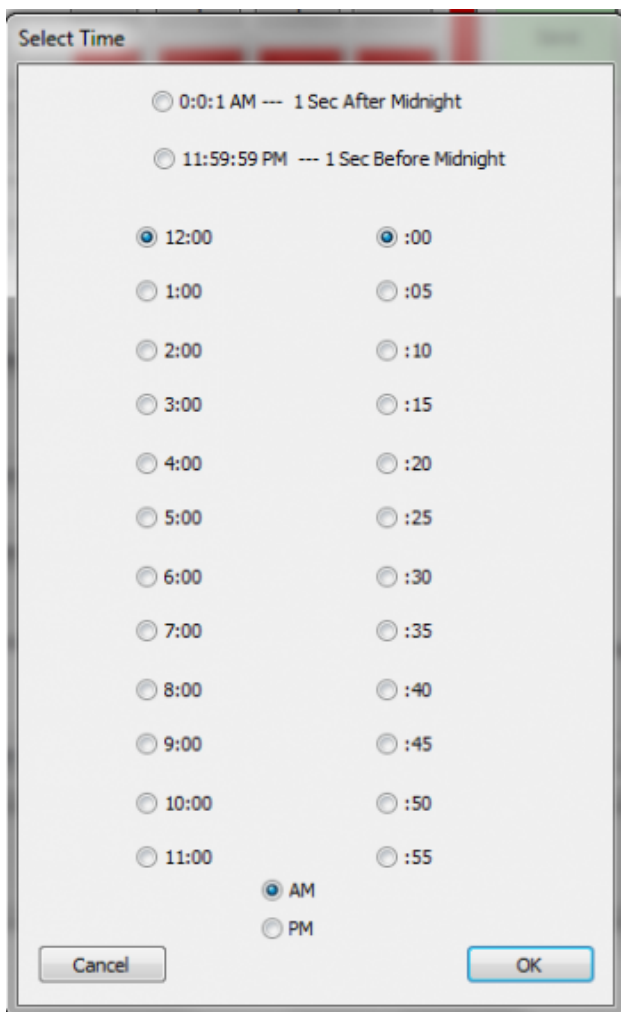 Select Time
0:0:1 AM --- 1 Sec After Midnight
11:59:59 PM --- 1 Sec Before Midnight
12:00 :00
1:00 :05
2:00 :10
3:00 :15
4:00 :20
5:00 :25
6:00 :30
7:00 :35
8:00 :40
9:00 :45
10:00 :50
11:00 :55
AM
PM
Cancel OK